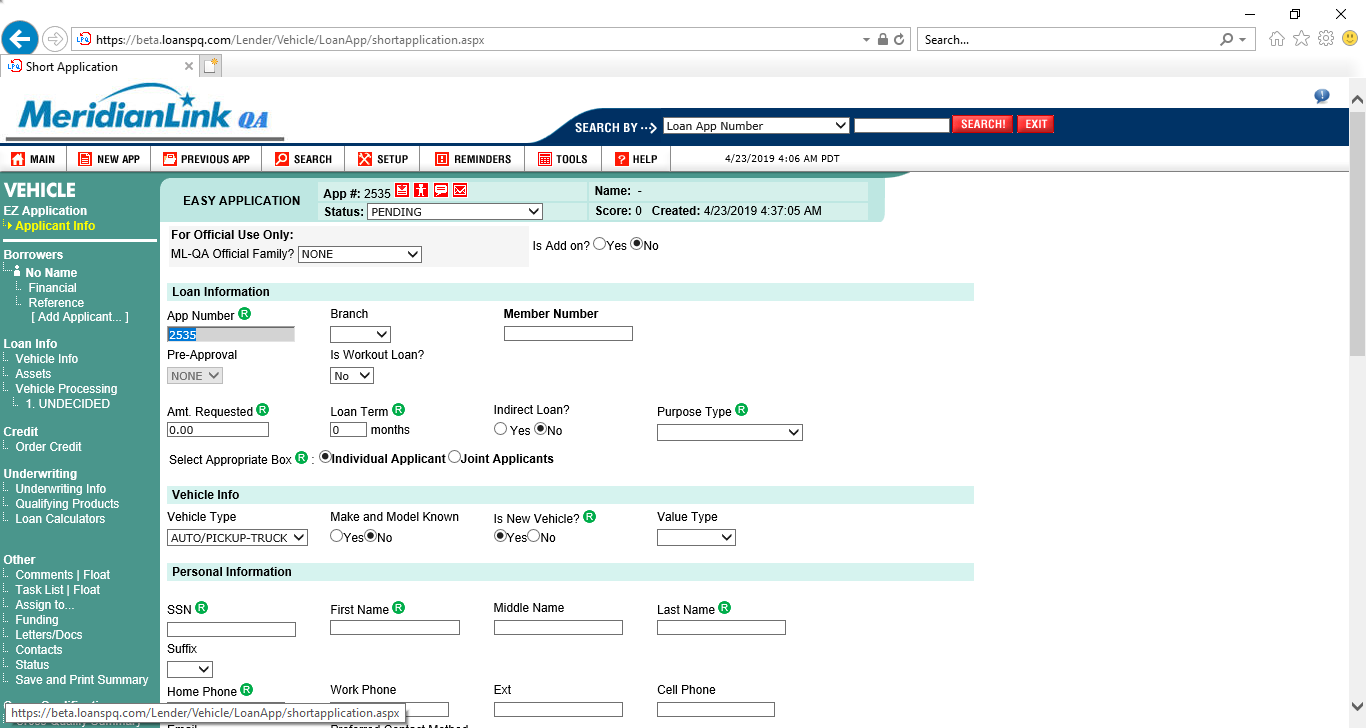 https://beta.loanspq.com/Lender/Vehicle/LoanApp/shortapplication.aspx
Search...
Short Application
MeridianLink QA
SEARCH BY ··> Loan App Number SEARCH! EXIT
MAIN NEW APP PREVIOUS APP SEARCH SETUP REMINDERS TOOLS HELP 4/23/2019 4:06 AM PDT
VEHICLE
EZ Application
Applicant Info
Borrowers
No Name
Financial
Reference
[ Add Applicant... ]
Loan Info
Vehicle Info
Assets
Vehicle Processing
1. UNDECIDED
Credit
Order Credit
Underwriting
Underwriting Info
Qualifying Products
Loan Calculators
Other
Comments | Float
Task List | Float
Assign to...
Funding
Letters/Docs
Contacts
Status
Save and Print Summary
https://beta.loanspq.com/Lender/Vehicle/LoanApp/shortapplication.aspx
EASY APPLICATION
App #: 2535
Name: -
Status: PENDING
Score: 0 Created: 4/23/2019 4:37:05 AM
For Official Use Only:
ML-QA Official Family? NONE
Is Add on? Yes No
Loan Information
App Number R Branch Member Number
2535
Pre-Approval Is Workout Loan?
NONE No
Amt. Requested R Loan Term R Indirect Loan? Purpose Type R
0.00 0 months Yes No
Select Appropriate Box R : Individual Applicant Joint Applicants
Vehicle Info
Vehicle Type Make and Model Known Is New Vehicle? R Value Type
AUTO/PICKUP-TRUCK Yes No Yes No
Personal Information
SSN R First Name R Middle Name Last Name R
Suffix
Home Phone R Work Phone Ext Cell Phone